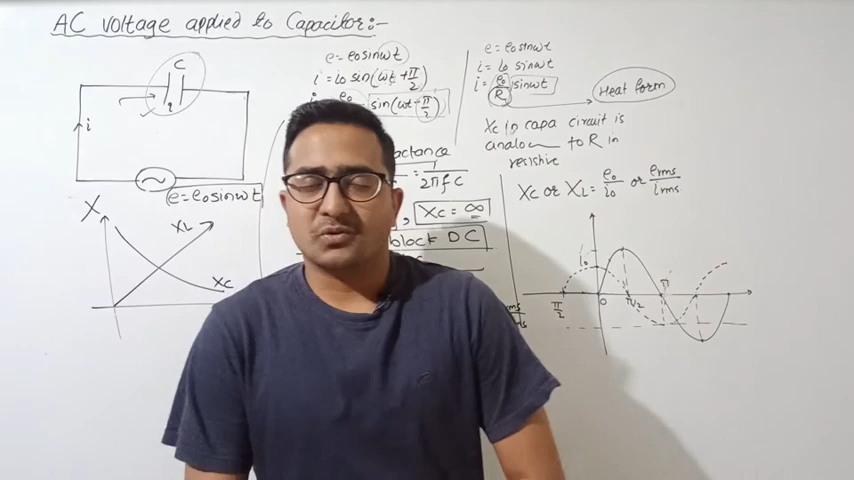 AC voltage applied to Capacitor:-
C
q
i
e=e₀sinωt
X
XL
XC
e=e₀sinωt
i=i₀ sin(ωt+π/2)
i=e₀
sin(ωt+π/2)
actance
=1/2πfC
, XC=∞
block DC
e=e₀sinωt
i=i₀ sinωt
i=e₀/R sinωt
Heat form
XC in capa circuit is
analo to R in
resistive
XC or XL=e₀/i₀ or erms/irms
i₀
π/2
0
π/2
π